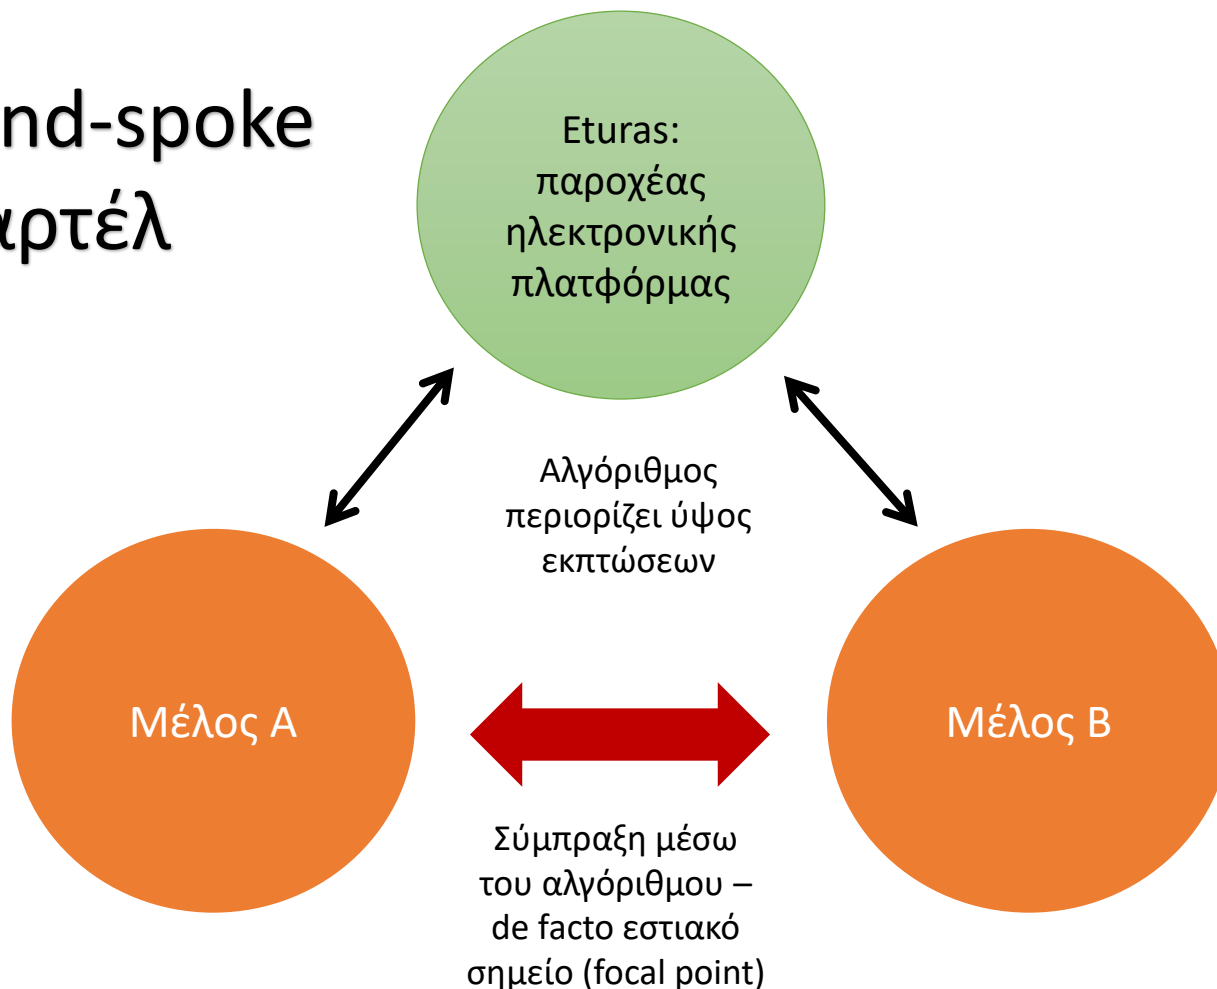 nd-spoke
αρτέλ
Eturas:
παροχέας
ηλεκτρονικής
πλατφόρμας
Αλγόριθμος
περιορίζει ύψος
εκπτώσεων
Μέλος Α
Μέλος Β
Σύμπραξη μέσω
του αλγόριθμου –
de facto εστιακό
σημείο (focal point)